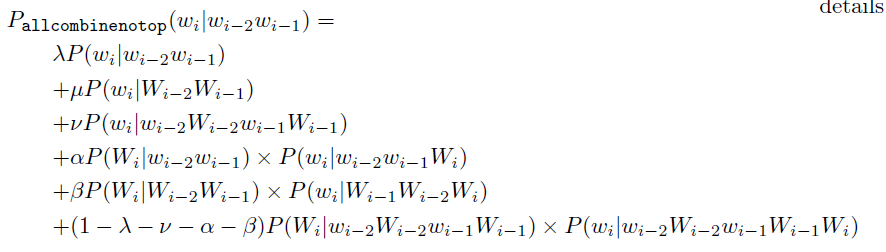 details
P_{allcombinenotop}(w_i|w_{i−2}w_{i−1}) =
λP(w_i|w_{i−2}w_{i−1})
+μP(w_i|W_{i−2}W_{i−1})
+νP(w_i|w_{i−2}W_{i−2}w_{i−1}W_{i−1})
+αP(W_i|w_{i−2}w_{i−1}) × P(w_i|w_{i−2}w_{i−1}W_i)
+βP(W_i|W_{i−2}W_{i−1}) × P(w_i|W_{i−1}W_{i−2}W_i)
+(1 − λ − ν − α − β)P(W_i|w_{i−2}W_{i−2}w_{i−1}W_{i−1}) × P(w_i|w_{i−2}W_{i−2}w_{i−1}W_{i−1}W_i)